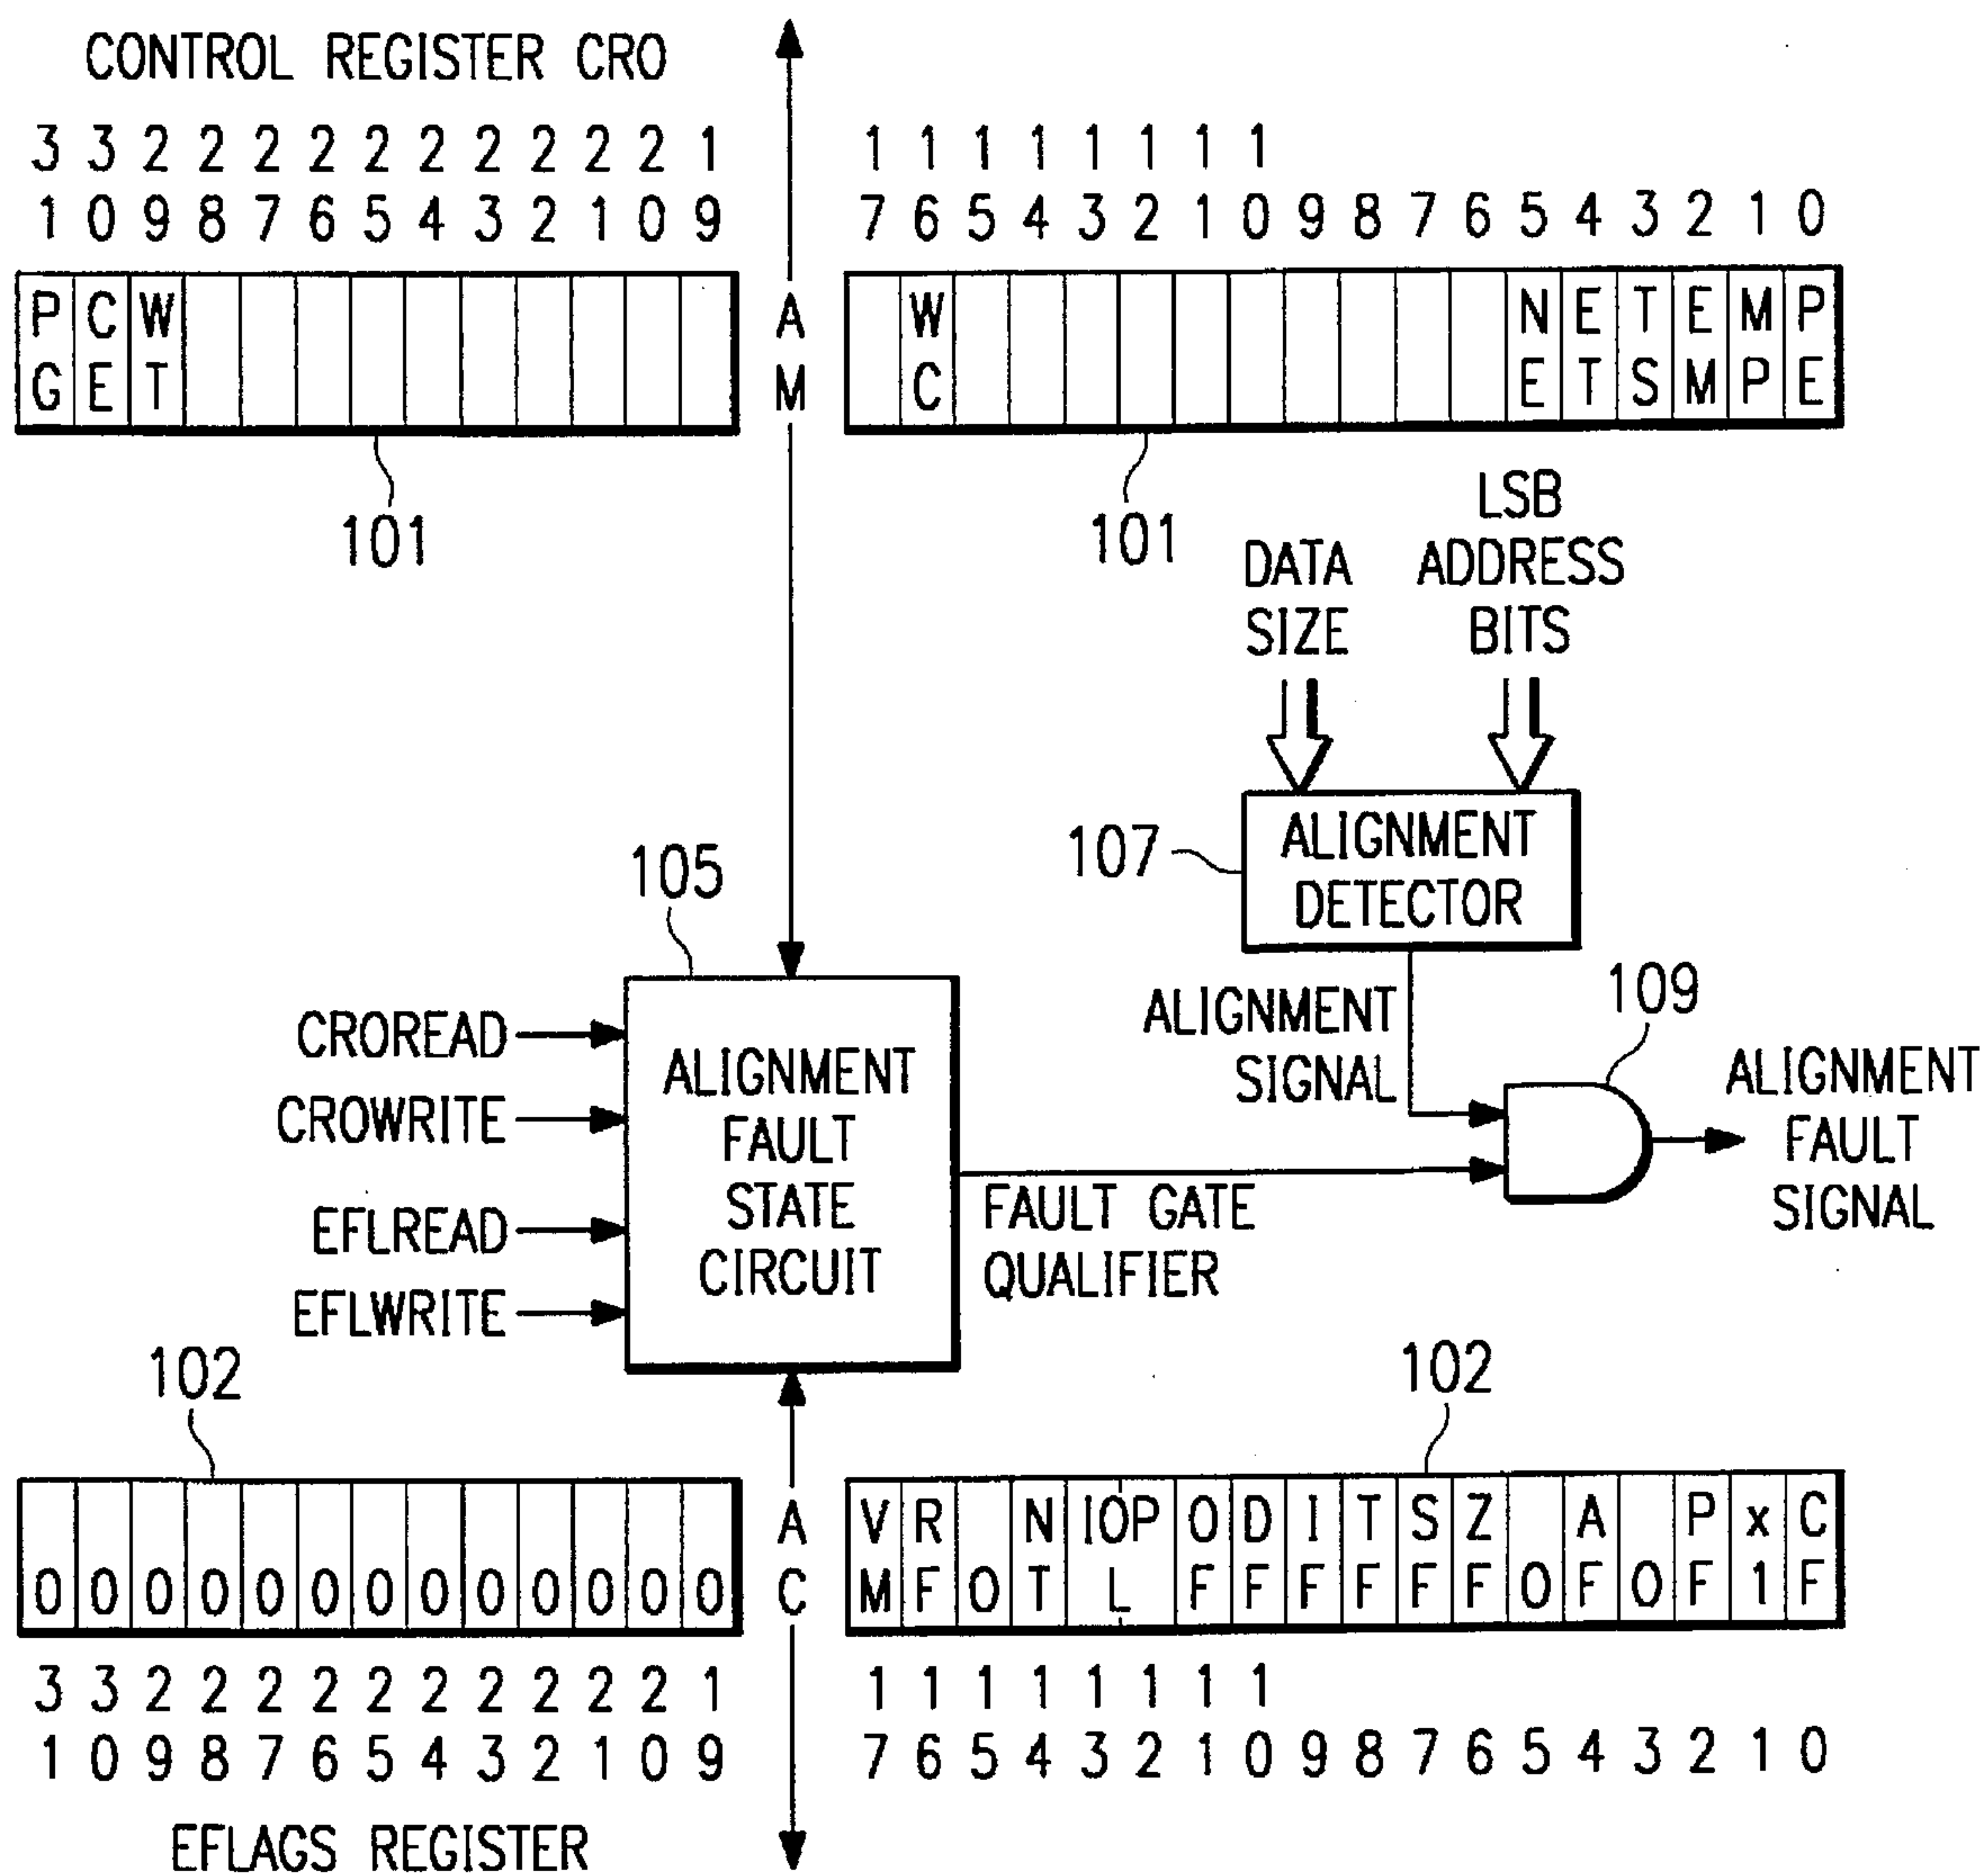 CONTROL REGISTER CR0
3 3 2 2 2 2 2 2 2 2 2 2 1 1 1 1 1 1 1 1 1
1 0 9 8 7 6 5 4 3 2 1 0 9 7 6 5 4 3 2 1 0 9 8 7 6 5 4 3 2 1 0
P C W A W N E T E M P
G E T M C E T S M P E
101
101
DATA
SIZE
LSB
ADDRESS
BITS
107
ALIGNMENT
DETECTOR
105
CR0READ
CR0WRITE
EFLREAD
EFLWRITE
ALIGNMENT
FAULT
STATE
CIRCUIT
ALIGNMENT
SIGNAL
109
FAULT GATE
QUALIFIER
ALIGNMENT
FAULT
SIGNAL
102
102
A V R N IOP O D I T S Z A P x C
0 0 0 0 0 0 0 0 0 0 0 0 0 C M F 0 T L F F F F F F 0 F 0 F 1 F
3 3 2 2 2 2 2 2 2 2 2 2 1 1 1 1 1 1 1 1 1
1 0 9 8 7 6 5 4 3 2 1 0 9 7 6 5 4 3 2 1 0 9 8 7 6 5 4 3 2 1 0
EFLAGS REGISTER